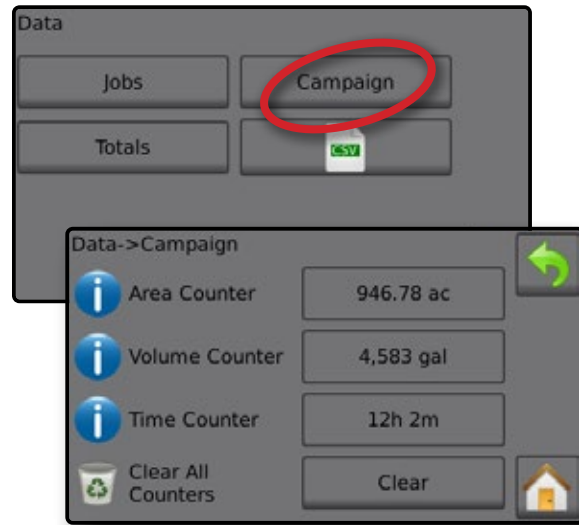 Data
Jobs
Campaign
Totals
CSV
Data->Campaign
Area Counter
946.78 ac
Volume Counter
4,583 gal
Time Counter
12h 2m
Clear All
Counters
Clear